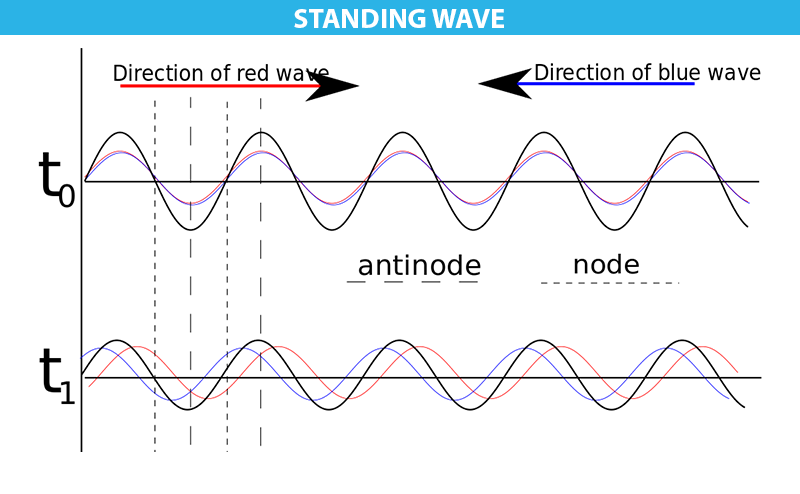 STANDING WAVE
Direction of red wave
Direction of blue wave
t0
antinode
node
t1